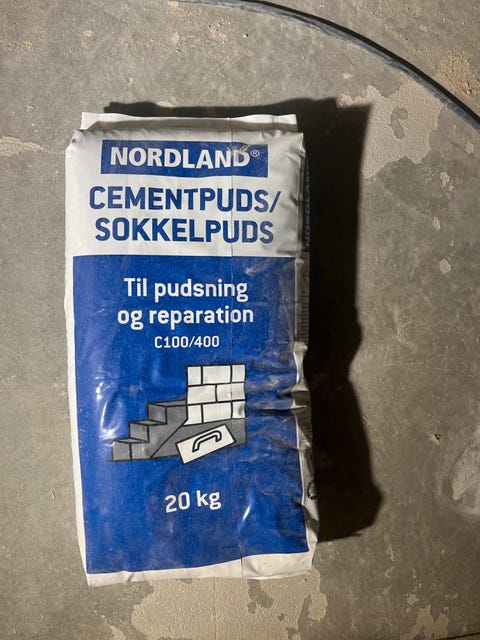 NORDLAND®
CEMENTPUDS/
SOKKELPUDS
Til pudsning
og reparation
C100/400
20 kg